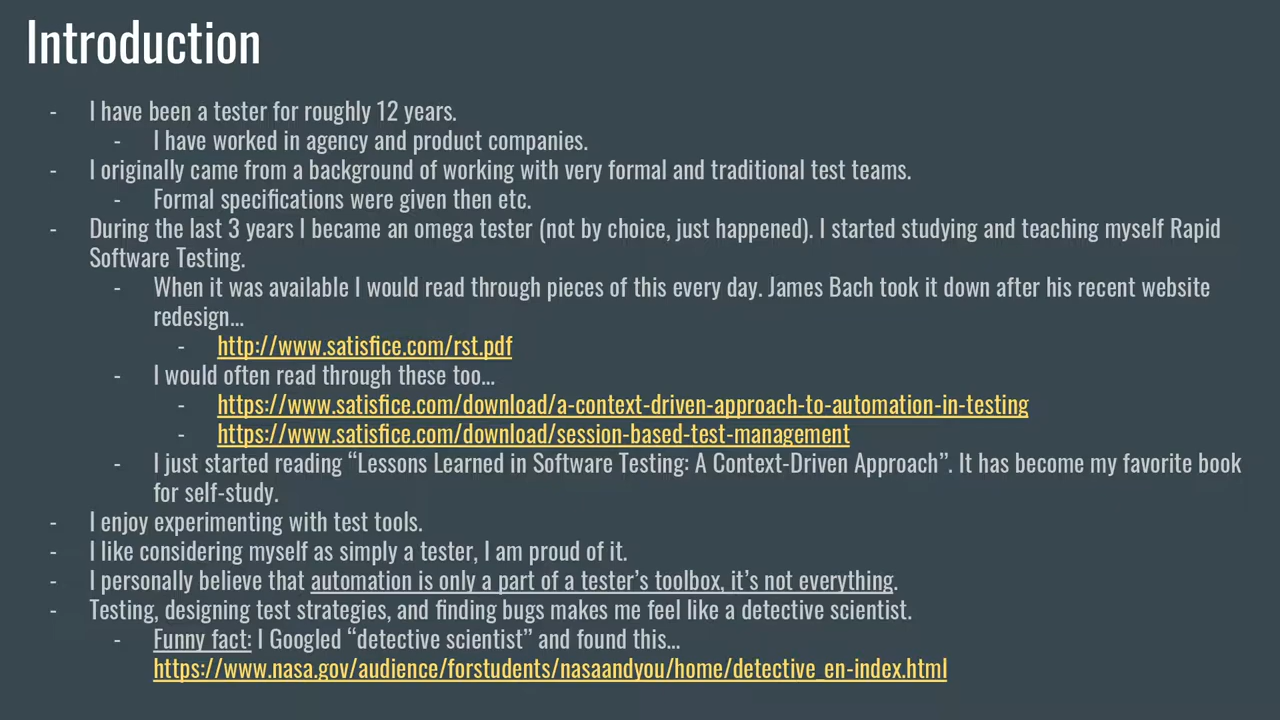 Introduction
- I have been a tester for roughly 12 years.
- I have worked in agency and product companies.
- I originally came from a background of working with very formal and traditional test teams.
- Formal specifications were given then etc.
- During the last 3 years I became an omega tester (not by choice, just happened). I started studying and teaching myself Rapid
Software Testing.
- When it was available I would read through pieces of this every day. James Bach took it down after his recent website
redesign...
- http://www.satisfice.com/rst.pdf
- I would often read through these too...
- https://www.satisfice.com/download/a-context-driven-approach-to-automation-in-testing
- https://www.satisfice.com/download/session-based-test-management
- I just started reading “Lessons Learned in Software Testing: A Context-Driven Approach”. It has become my favorite book
for self-study.
- I enjoy experimenting with test tools.
- I like considering myself as simply a tester, I am proud of it.
- I personally believe that automation is only a part of a tester’s toolbox, it’s not everything.
- Testing, designing test strategies, and finding bugs makes me feel like a detective scientist.
- Funny fact: I Googled “detective scientist” and found this...
https://www.nasa.gov/audience/forstudents/nasaandyou/home/detective_en-index.html